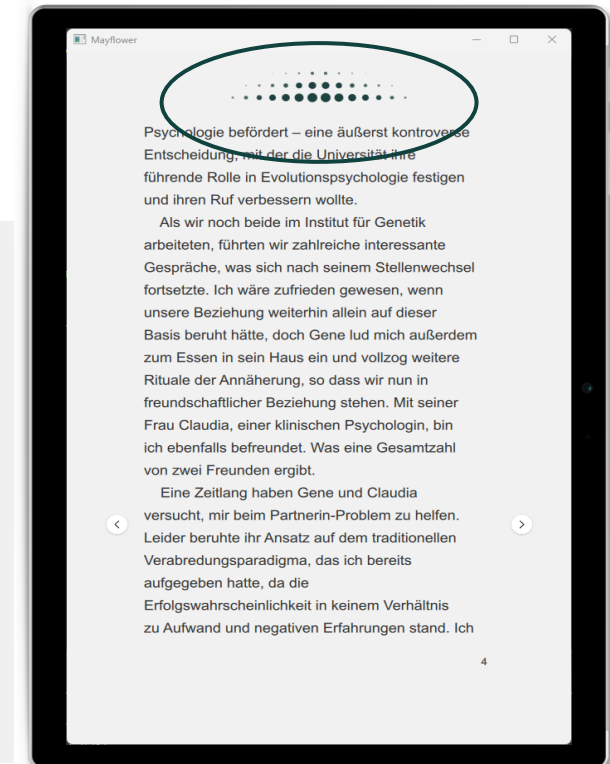 Mayflower
Psychologie befördert – eine äußerst kontroverse
Entscheidung, mit der die Universität ihre
führende Rolle in Evolutionspsychologie festigen
und ihren Ruf verbessern wollte.
Als wir noch beide im Institut für Genetik
arbeiteten, führten wir zahlreiche interessante
Gespräche, was sich nach seinem Stellenwechsel
fortsetzte. Ich wäre zufrieden gewesen, wenn
unsere Beziehung weiterhin allein auf dieser
Basis beruht hätte, doch Gene lud mich außerdem
zum Essen in sein Haus ein und vollzog weitere
Rituale der Annäherung, so dass wir nun in
freundschaftlicher Beziehung stehen. Mit seiner
Frau Claudia, einer klinischen Psychologin, bin
ich ebenfalls befreundet. Was eine Gesamtzahl
von zwei Freunden ergibt.
Eine Zeitlang haben Gene und Claudia
versucht, mir beim Partnerin-Problem zu helfen.
Leider beruhte ihr Ansatz auf dem traditionellen
Verabredungsparadigma, das ich bereits
aufgegeben hatte, da die
Erfolgswahrscheinlichkeit in keinem Verhältnis
zu Aufwand und negativen Erfahrungen stand. Ich
4